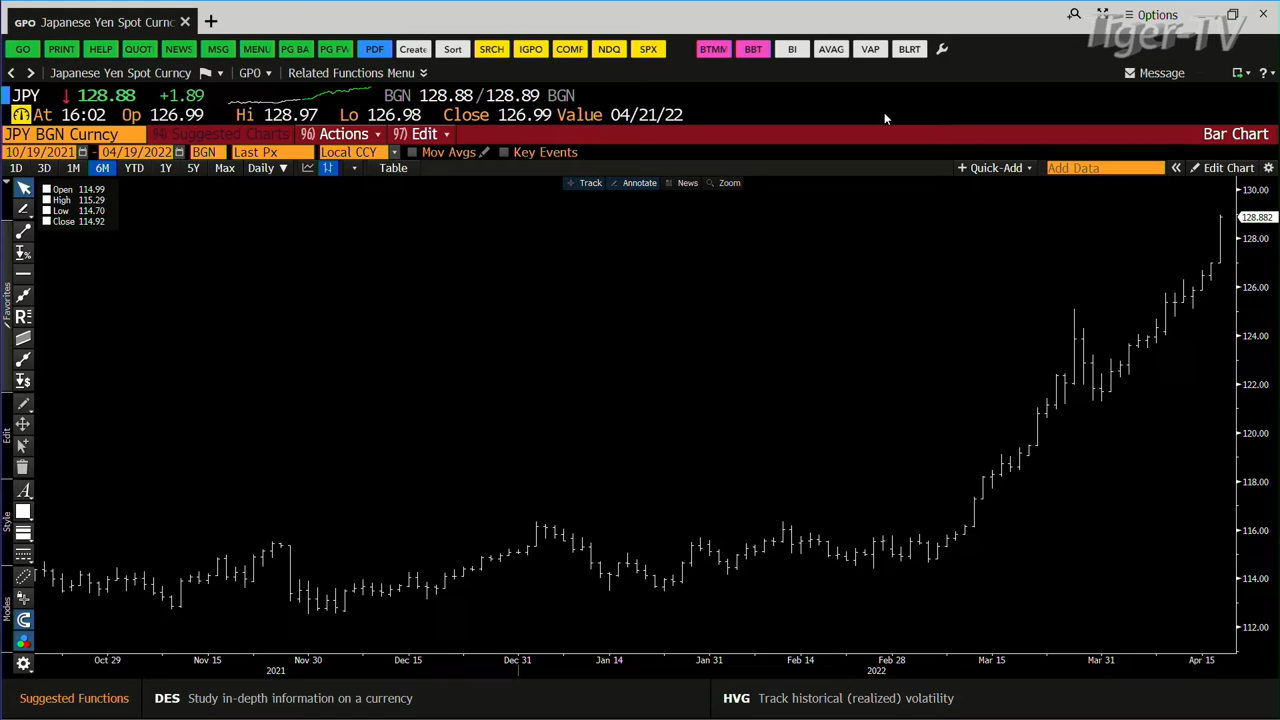 GPO Japanese Yen Spot Curnc
Options
Tiger-TV
GO PRINT HELP QUOT NEWS MSG MENU PG BA PG FW PDF Create Sort SRCH IGPO COMF NDQ SPX BTMM BBT BI AVAG VAP BLRT
Japanese Yen Spot Curncy GPO Related Functions Menu Message ?
JPY ↓ 128.88 +1.89 BGN 128.88/128.89 BGN
At 16:02 Op 126.99 Hi 128.97 Lo 126.98 Close 126.99 Value 04/21/22
JPY BGN Curncy 94) Suggested Charts 96) Actions 97) Edit Bar Chart
10/19/2021 - 04/19/2022 BGN Last Px Local CCY Mov Avgs Key Events
1D 3D 1M 6M YTD 1Y 5Y Max Daily Table + Quick-Add Add Data « Edit Chart
Track Annotate News Zoom
Open 114.99
High 115.29
Low 114.70
Close 114.92
130.00
128.882
128.00
126.00
124.00
122.00
120.00
116.00
114.00
112.00
Favorites
Edit
Style
Modes
Oct 29 Nov 15 Nov 30 Dec 15 Dec 31 Jan 14 Jan 31 Feb 14 Feb 28 Mar 15 Mar 31 Apr 15
2021 2022
Suggested Functions DES Study in-depth information on a currency HVG Track historical (realized) volatility